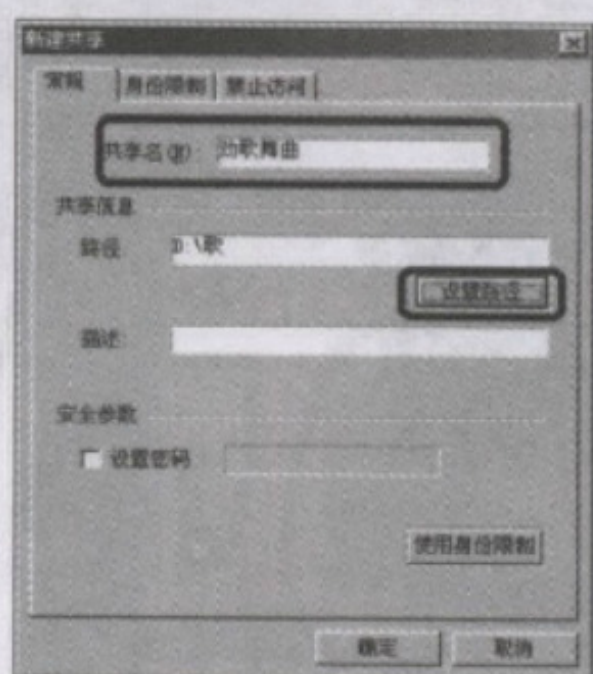 新建共享
常规 身份限制 禁止访问
共享名(N): 劲歌舞曲
共享信息
路径 D:\歌
设置路径
描述:
安全参数
设置密码
使用身份限制
确定 取消